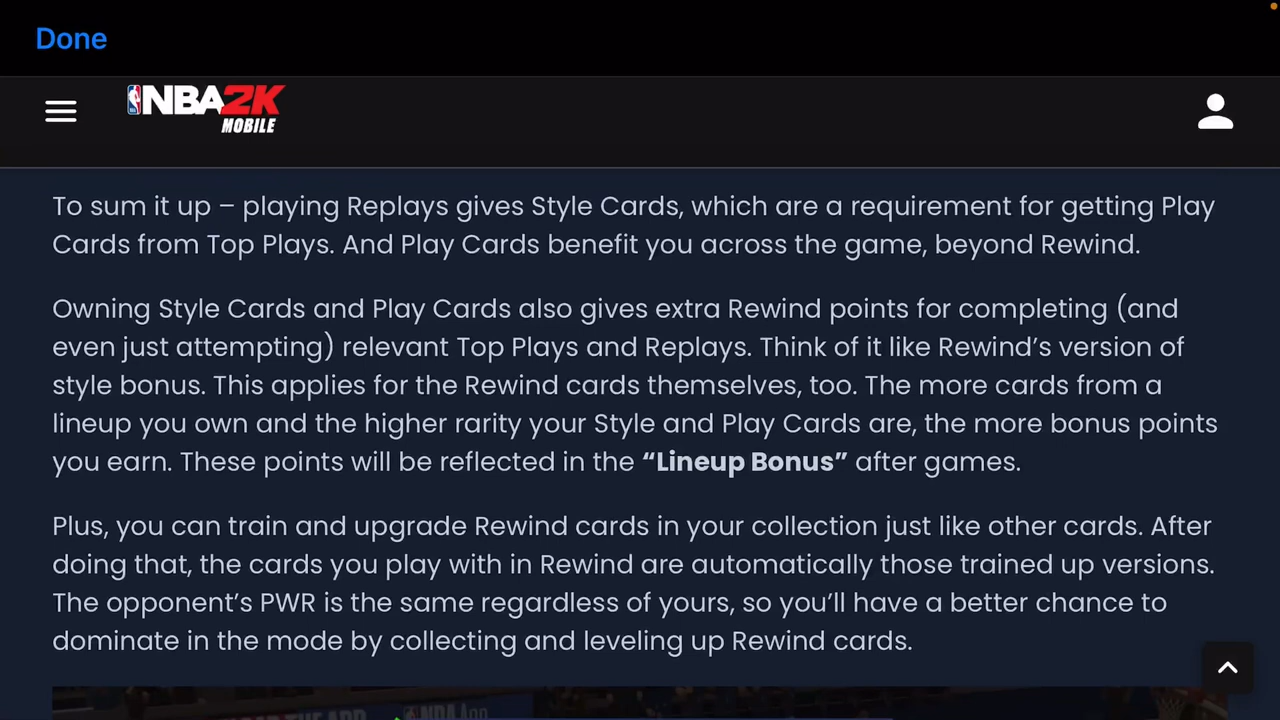 Done
NBA2K
MOBILE
To sum it up – playing Replays gives Style Cards, which are a requirement for getting Play
Cards from Top Plays. And Play Cards benefit you across the game, beyond Rewind.
Owning Style Cards and Play Cards also gives extra Rewind points for completing (and
even just attempting) relevant Top Plays and Replays. Think of it like Rewind’s version of
style bonus. This applies for the Rewind cards themselves, too. The more cards from a
lineup you own and the higher rarity your Style and Play Cards are, the more bonus points
you earn. These points will be reflected in the “Lineup Bonus” after games.
Plus, you can train and upgrade Rewind cards in your collection just like other cards. After
doing that, the cards you play with in Rewind are automatically those trained up versions.
The opponent’s PWR is the same regardless of yours, so you’ll have a better chance to
dominate in the mode by collecting and leveling up Rewind cards.